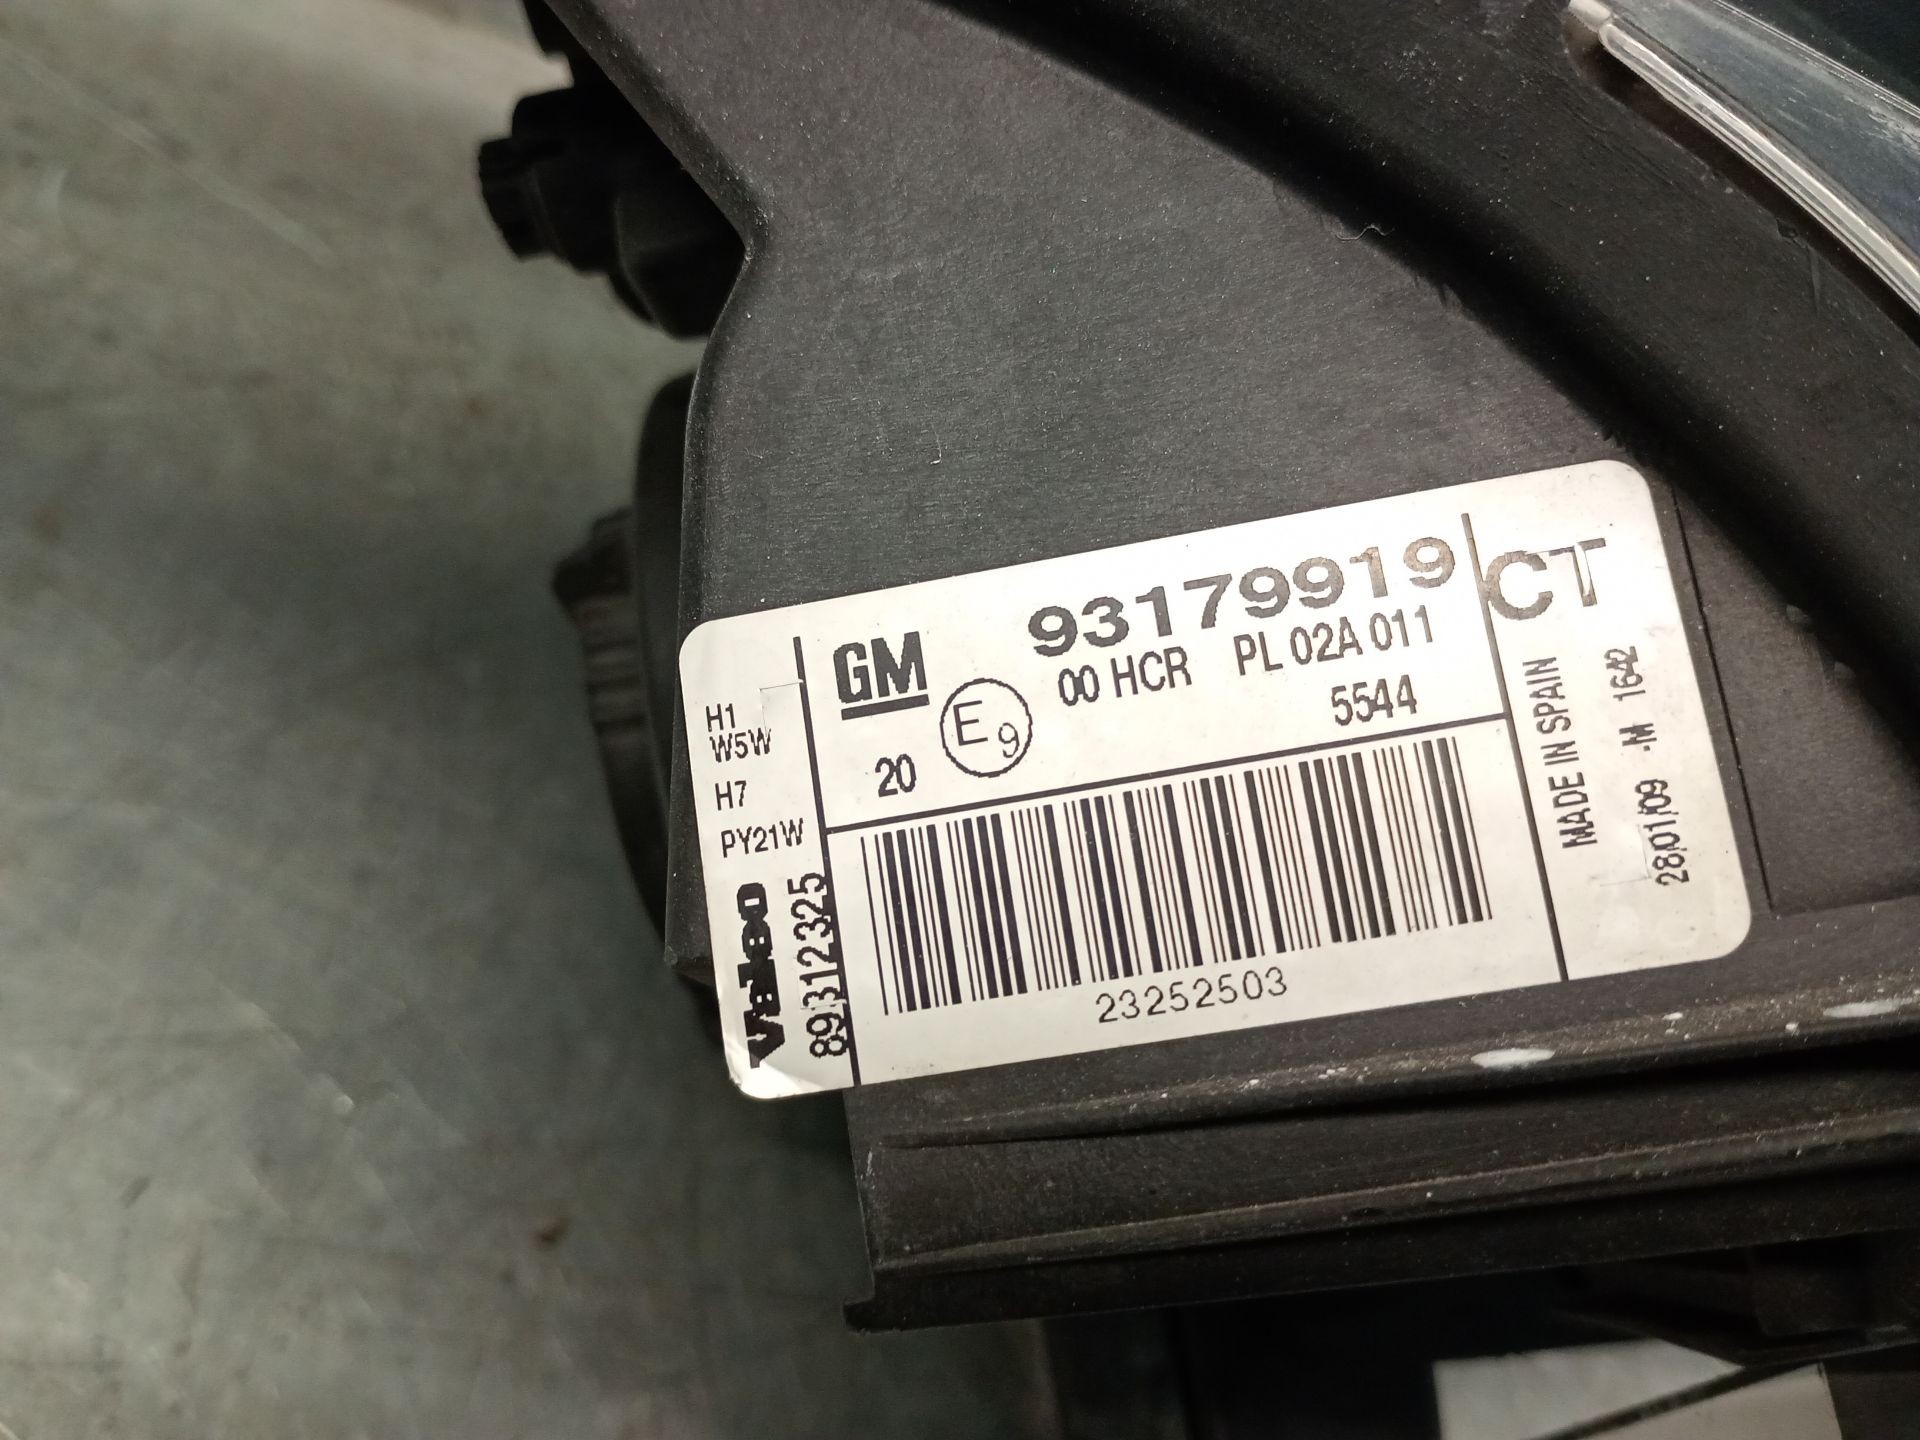 GM
93179919
CT
00 HCR PL 02A 011
20
E9
5544
H1
W5W
H7
PY21W
Valeo
89312325
23252503
MADE IN SPAIN
28/01/09 -M 1642